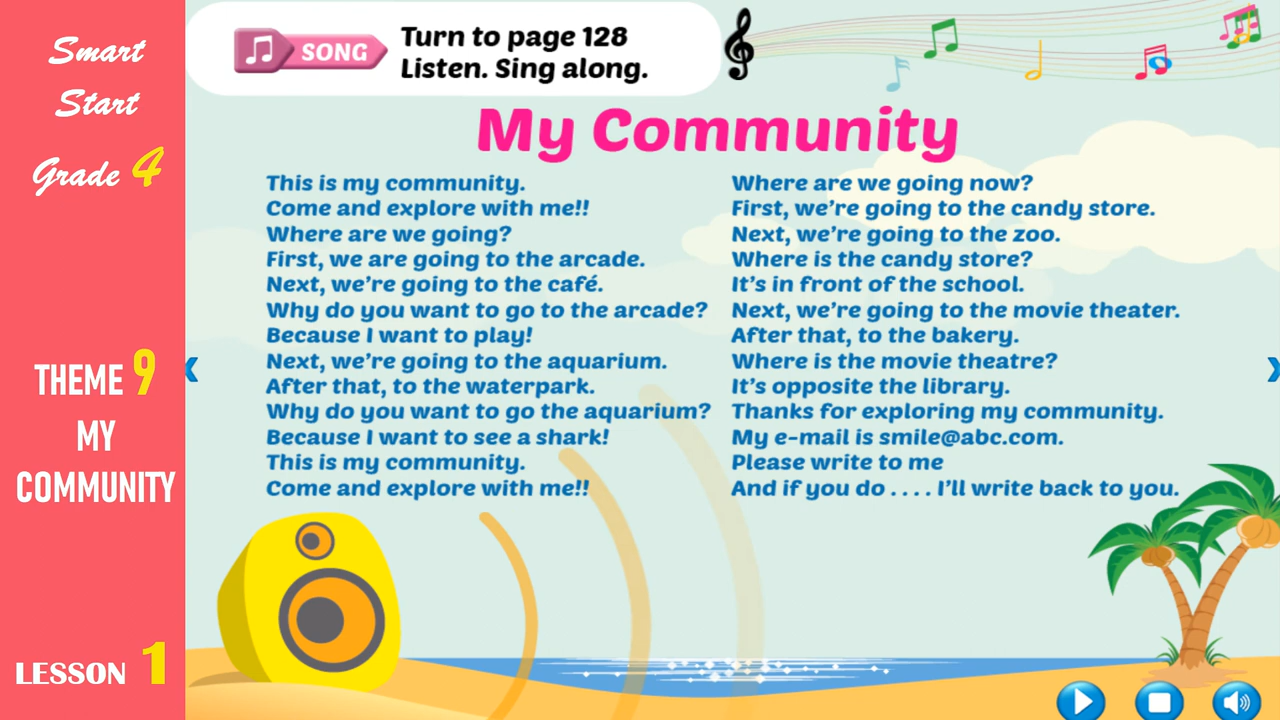 Smart
Start
Grade 4
THEME 9
MY
COMMUNITY
LESSON 1
SONG
Turn to page 128
Listen. Sing along.
My Community
This is my community.
Come and explore with me!!
Where are we going?
First, we are going to the arcade.
Next, we're going to the café.
Why do you want to go to the arcade?
Because I want to play!
Next, we're going to the aquarium.
After that, to the waterpark.
Why do you want to go the aquarium?
Because I want to see a shark!
This is my community.
Come and explore with me!!
Where are we going now?
First, we're going to the candy store.
Next, we're going to the zoo.
Where is the candy store?
It's in front of the school.
Next, we're going to the movie theater.
After that, to the bakery.
Where is the movie theatre?
It's opposite the library.
Thanks for exploring my community.
My e-mail is smile@abc.com.
Please write to me
And if you do . . . . I'll write back to you.